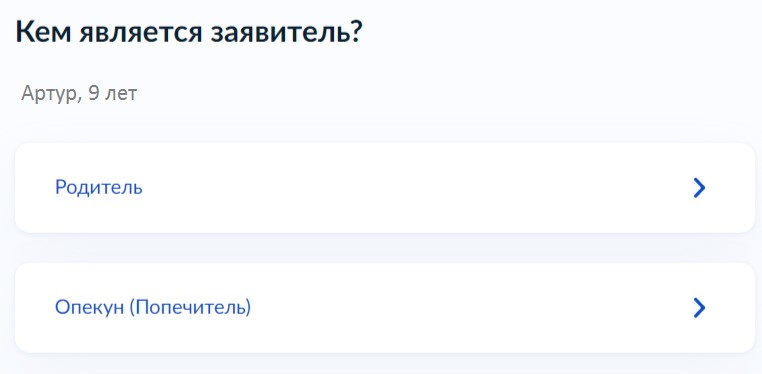 Кем является заявитель?
Артур, 9 лет
Родитель
Опекун (Попечитель)